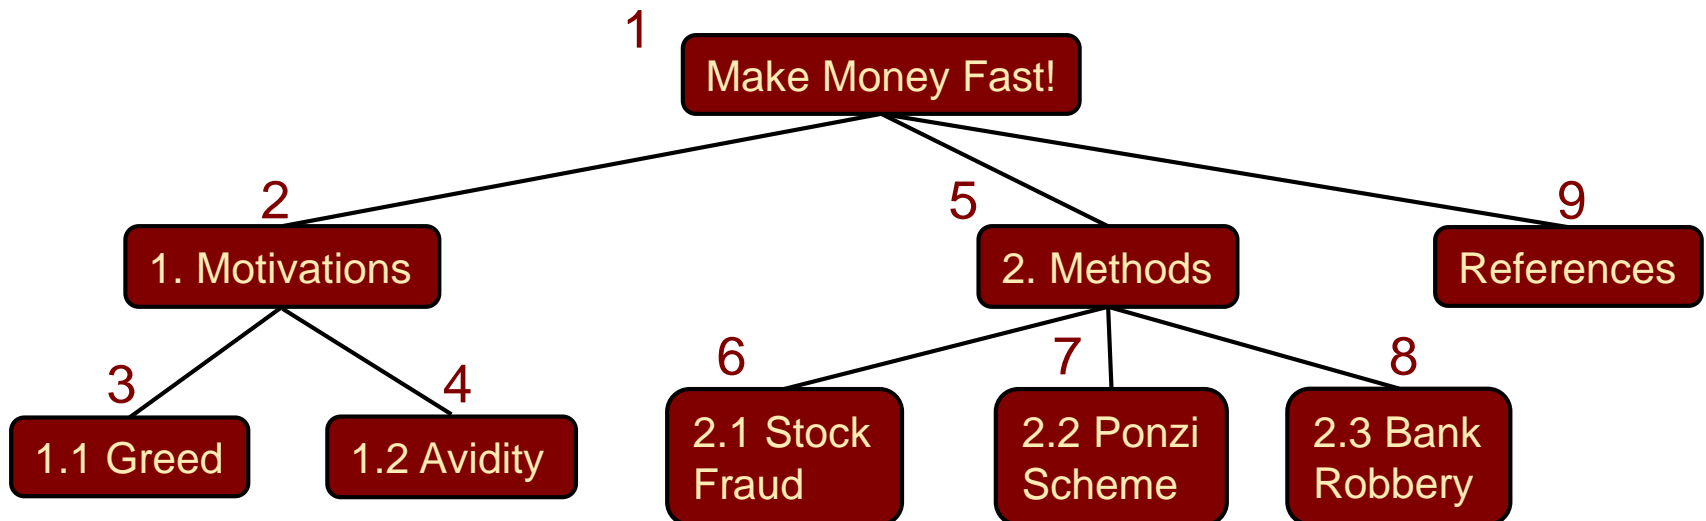 1
Make Money Fast!
2
5
9
1. Motivations
2. Methods
References
3
4
6
7
8
1.1 Greed
1.2 Avidity
2.1 Stock
Fraud
2.2 Ponzi
Scheme
2.3 Bank
Robbery